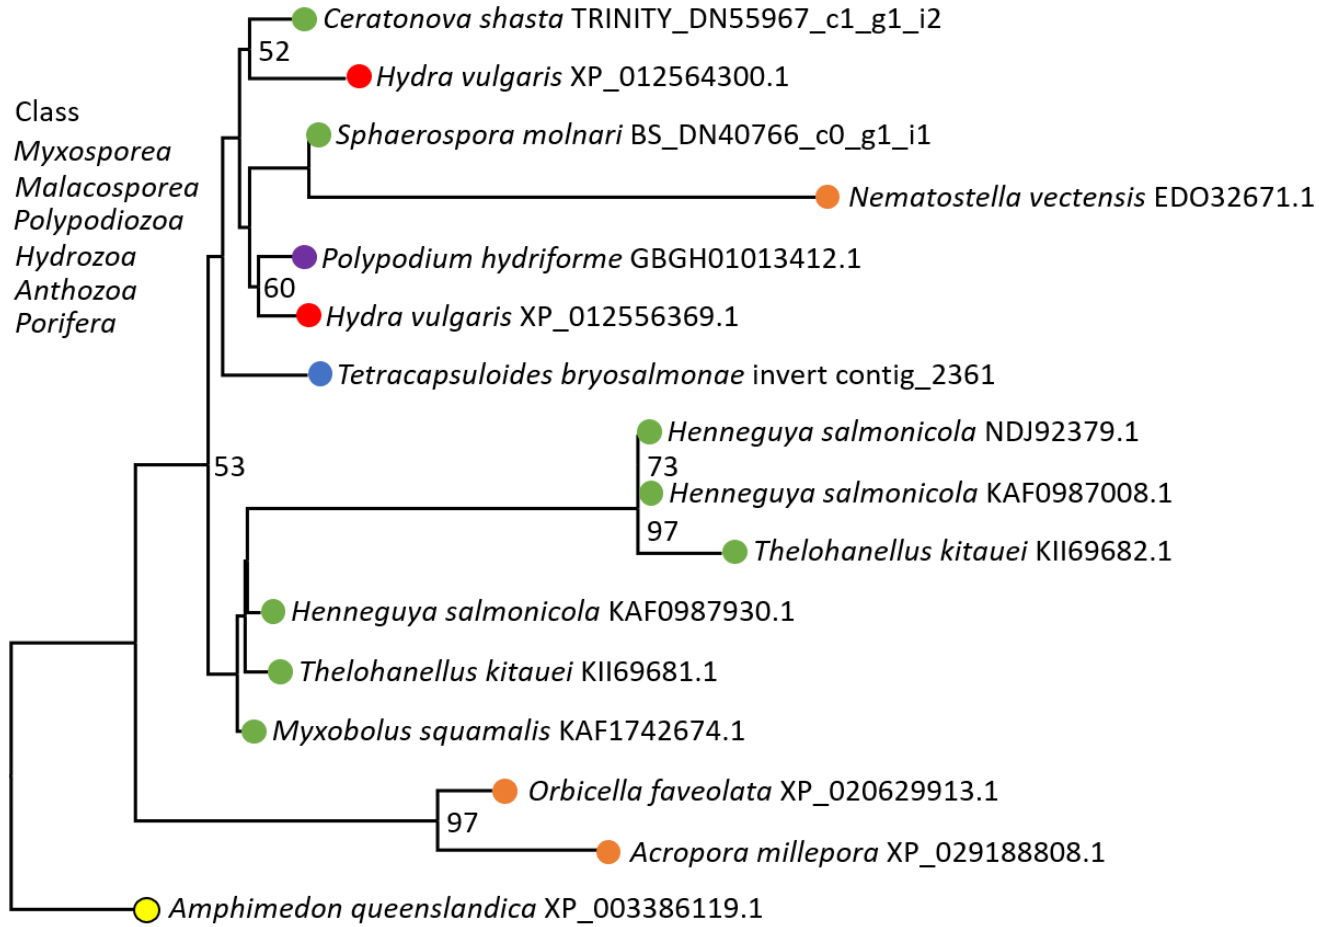 Ceratonova shasta TRINITY_DN55967_c1_g1_i2
52
Hydra vulgaris XP_012564300.1
Class
Myxosporea
Malacosporea
Polypodiozoa
Hydrozoa
Anthozoa
Porifera
Sphaerospora molnari BS_DN40766_c0_g1_i1
Nematostella vectensis EDO32671.1
Polypodium hydriforme GBGH01013412.1
60
Hydra vulgaris XP_012556369.1
Tetracapsuloides bryosalmonae invert contig_2361
Henneguya salmonicola NDJ92379.1
53
73
Henneguya salmonicola KAF0987008.1
97
Thelohanellus kitauei KII69682.1
Henneguya salmonicola KAF0987930.1
Thelohanellus kitauei KII69681.1
Myxobolus squamalis KAF1742674.1
Orbicella faveolata XP_020629913.1
97
Acropora millepora XP_029188808.1
Amphimedon queenslandica XP_003386119.1